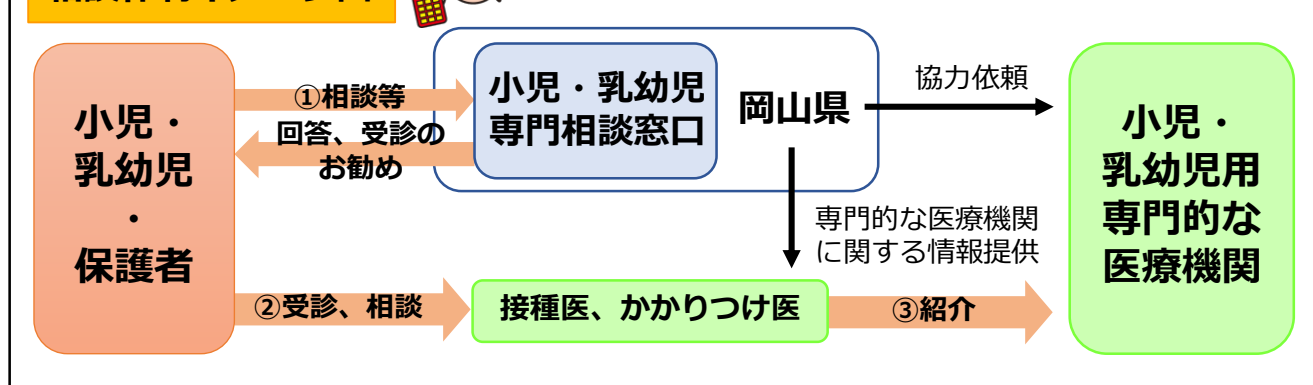 小児・
乳幼児
・
保護者
①相談等
回答、受診の
お勧め
小児・乳幼児
専門相談窓口
岡山県
協力依頼
専門的な医療機関
に関する情報提供
②受診、相談
接種医、かかりつけ医
③紹介
小児・
乳幼児用
専門的な
医療機関